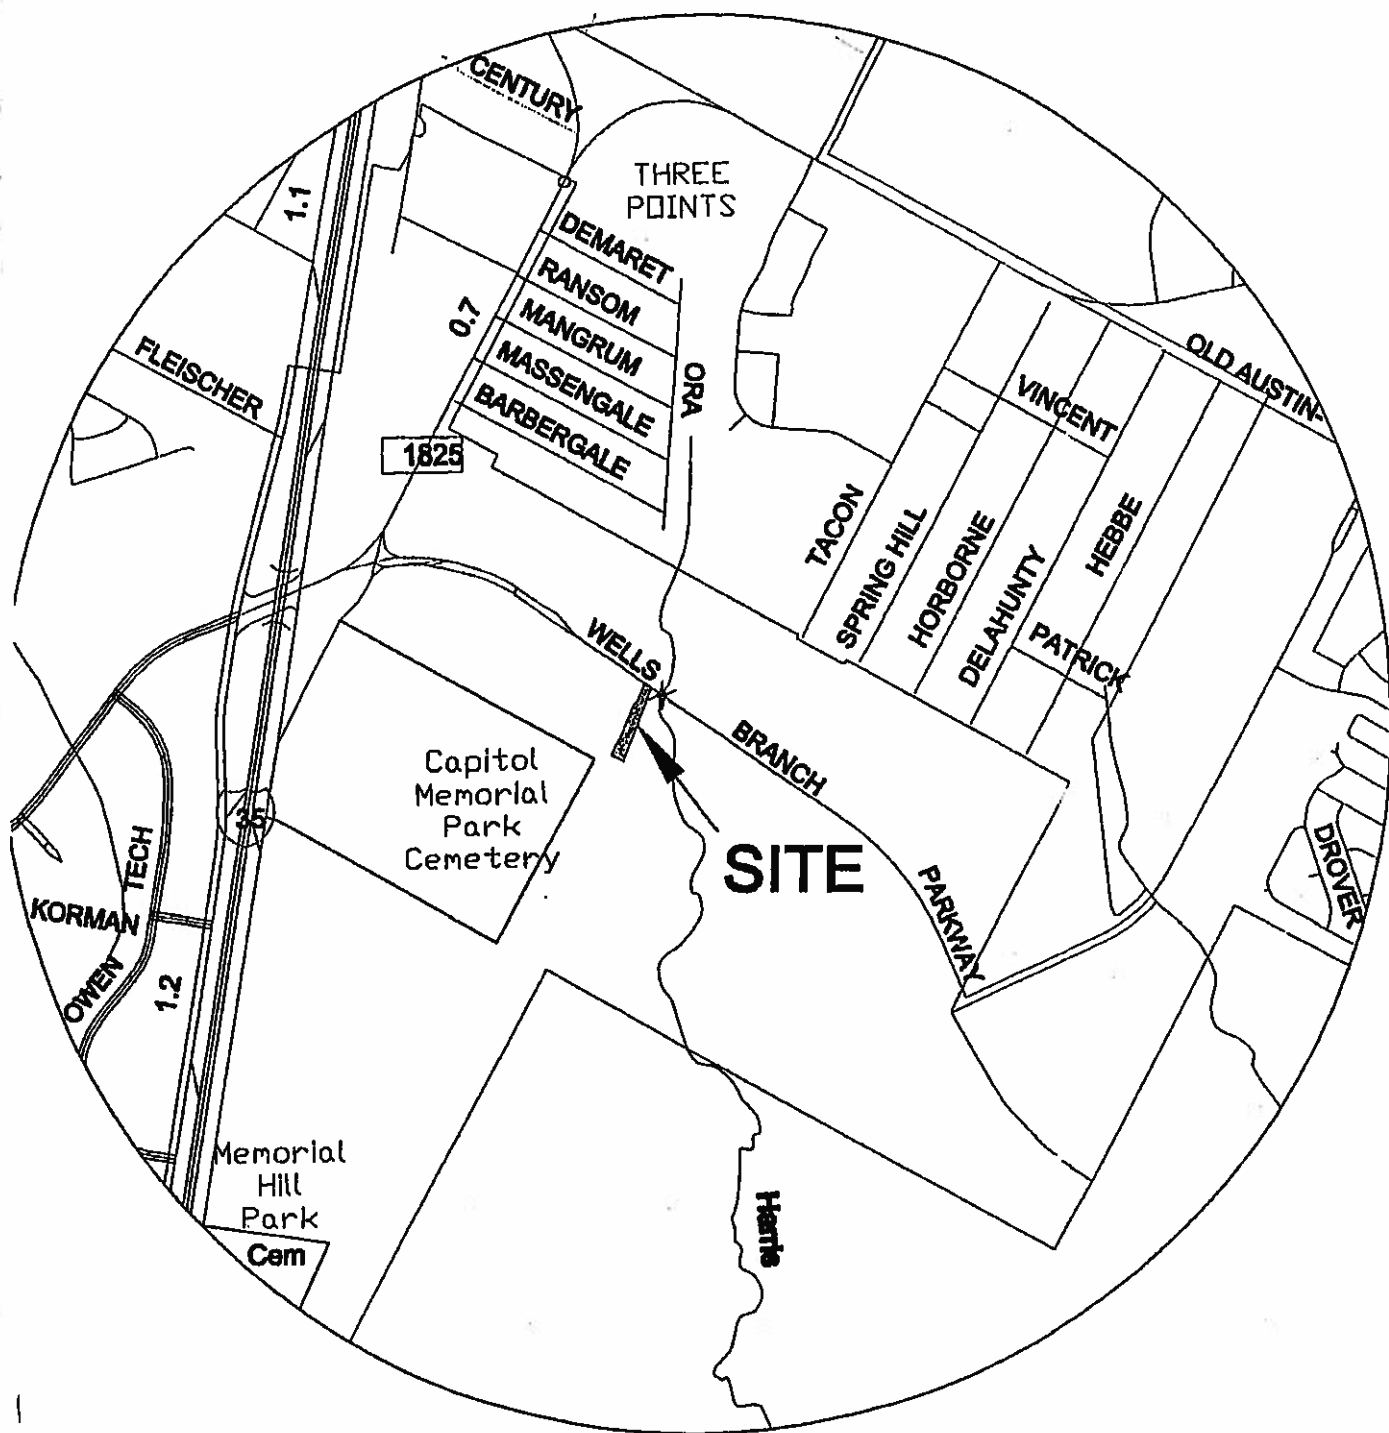 CENTURY
THREE
POINTS
1.1
DEMARET
RANSOM
0.7
MANGRUM
MASSENGALE
BARBERGALE
ORA
FLEISCHER
OLD AUSTIN-
VINCENT
1825
TACON
SPRING HILL
HORBORNE
DELAHUNTY
HEBBE
PATRICK
WELLS
BRANCH
PARKWAY
Capitol
Memorial
Park
Cemetery
35
SITE
TECH
KORMAN
OWEN
1.2
DROVER
Memorial
Hill
Park
Cem
Harris